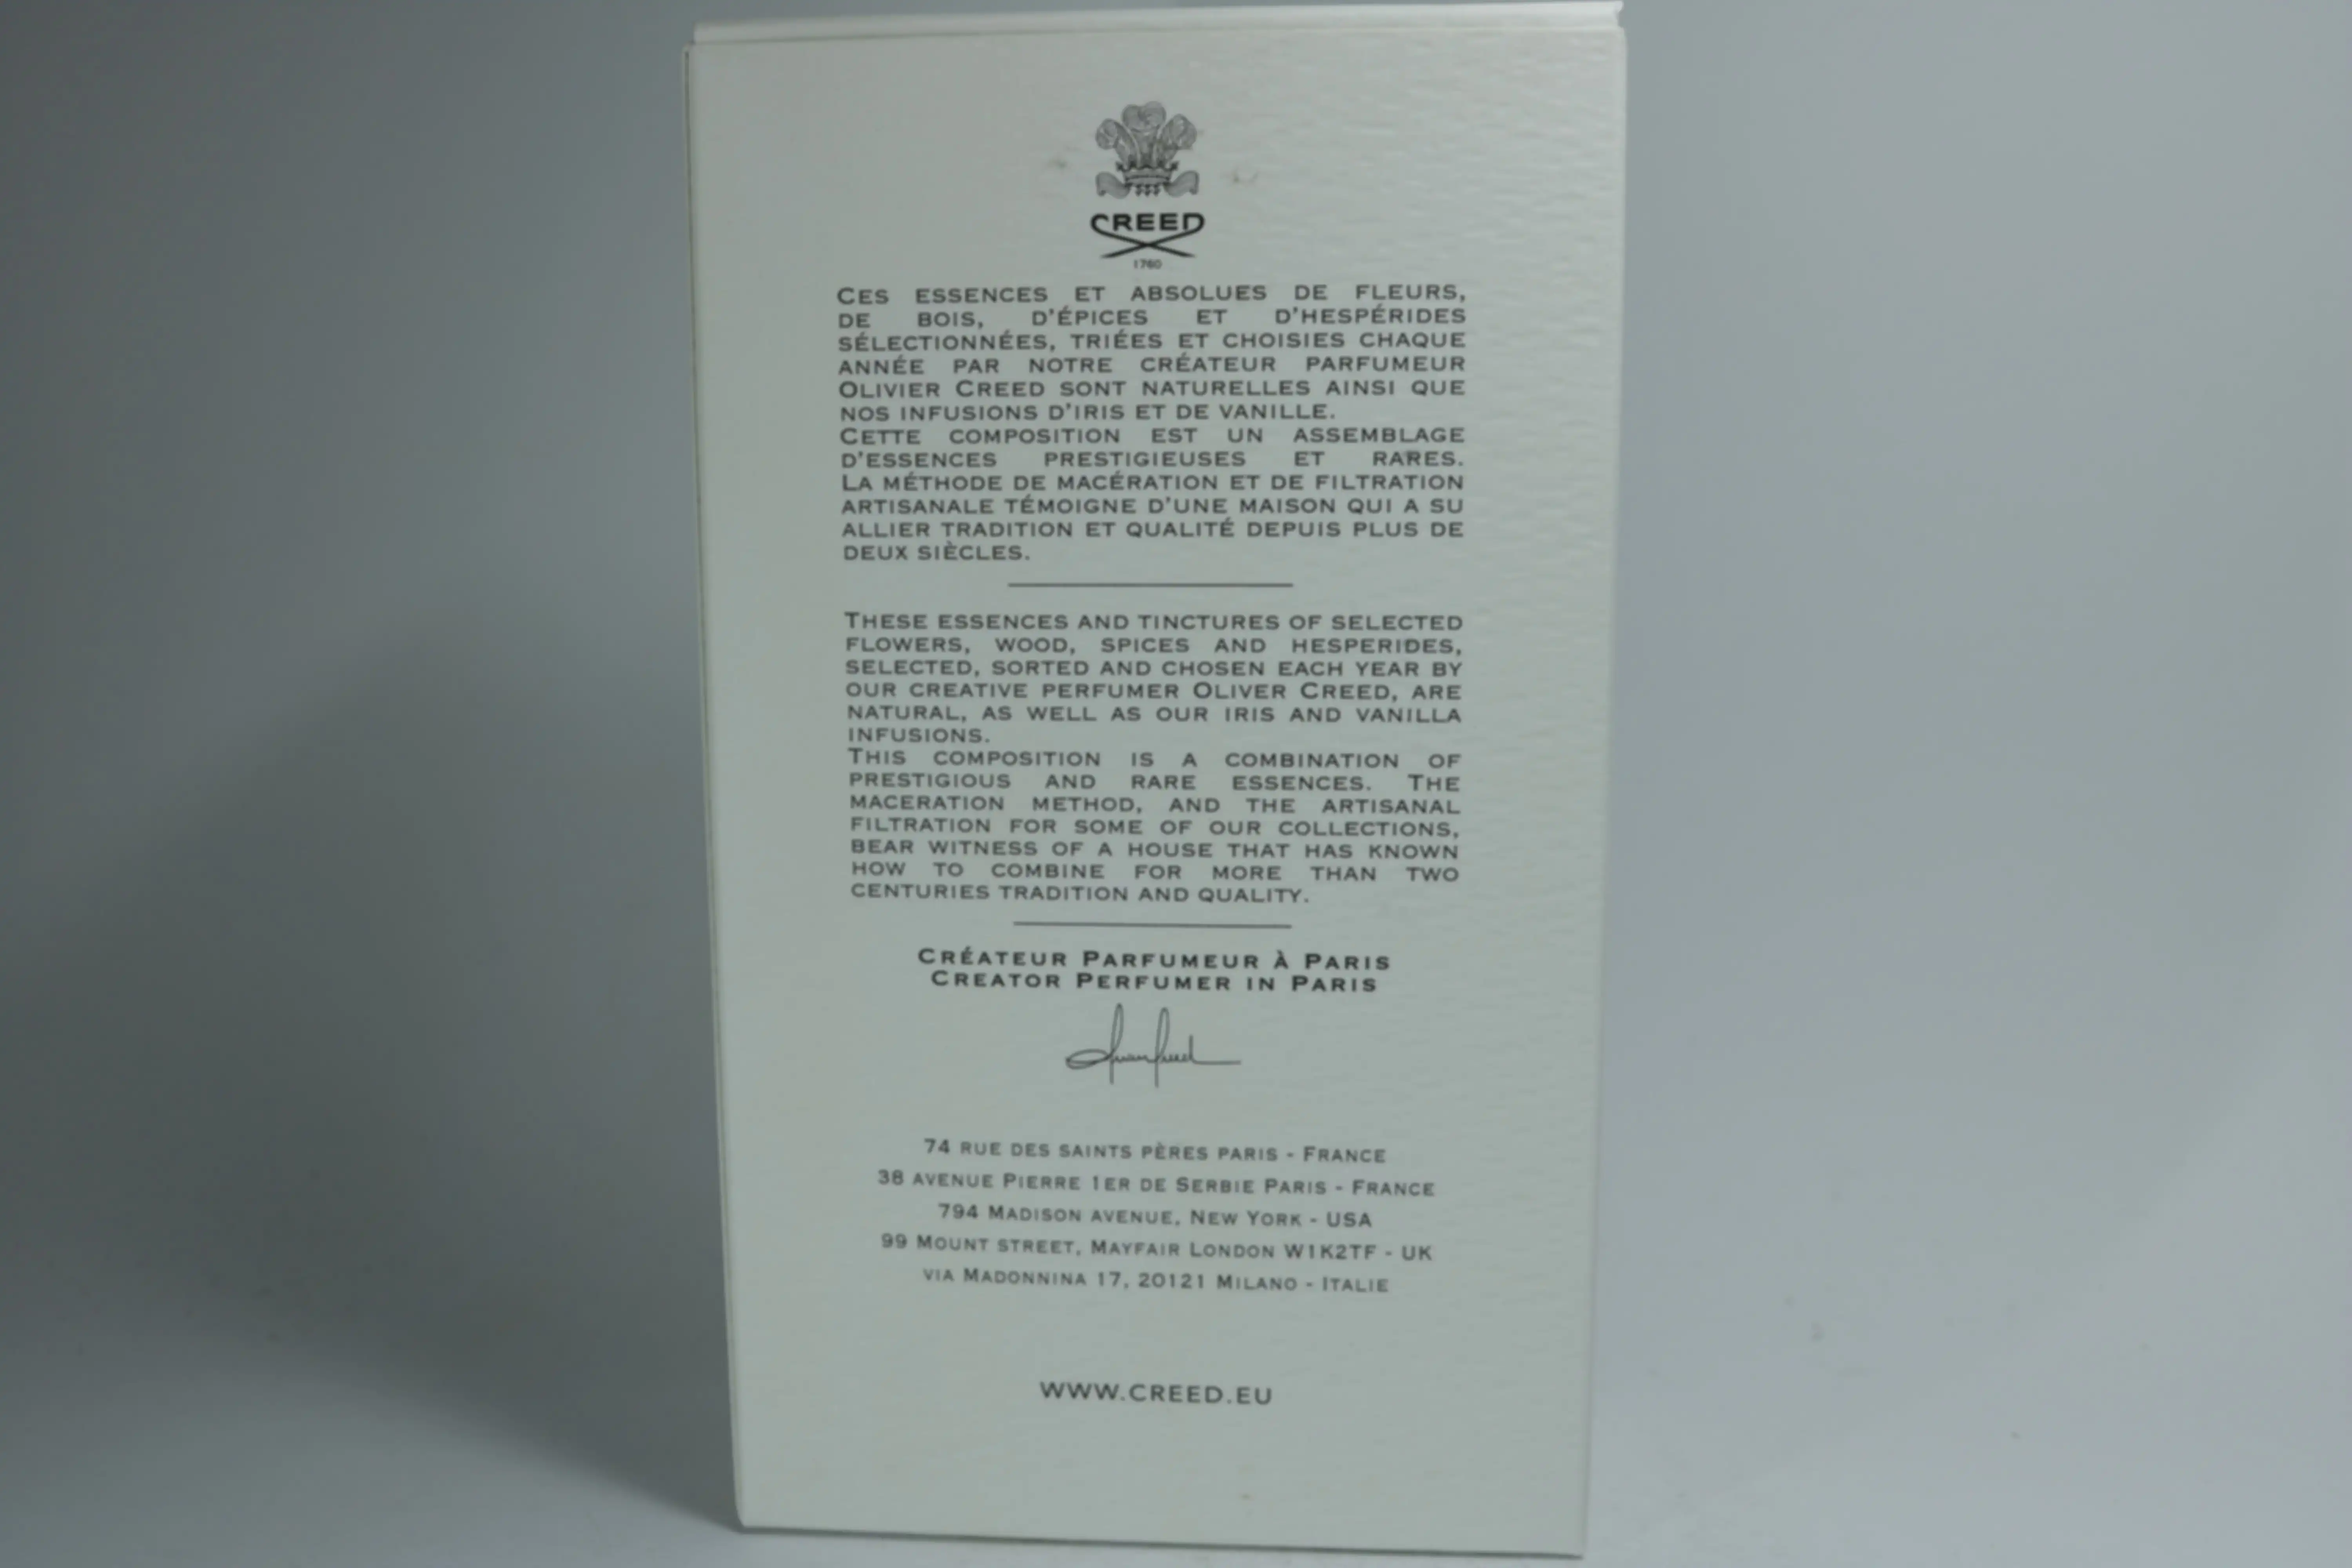 CREED
1760
CES ESSENCES ET ABSOLUES DE FLEURS,
DE BOIS, D'ÉPICES ET D'HESPÉRIDES
SÉLECTIONNÉES, TRIÉES ET CHOISIES CHAQUE
ANNÉE PAR NOTRE CRÉATEUR PARFUMEUR
OLIVIER CREED SONT NATURELLES AINSI QUE
NOS INFUSIONS D'IRIS ET DE VANILLE.
CETTE COMPOSITION EST UN ASSEMBLAGE
D'ESSENCES PRESTIGIEUSES ET RARES.
LA MÉTHODE DE MACÉRATION ET DE FILTRATION
ARTISANALE TÉMOIGNE D'UNE MAISON QUI A SU
ALLIER TRADITION ET QUALITÉ DEPUIS PLUS DE
DEUX SIÈCLES.
THESE ESSENCES AND TINCTURES OF SELECTED
FLOWERS, WOOD, SPICES AND HESPERIDES,
SELECTED, SORTED AND CHOSEN EACH YEAR BY
OUR CREATIVE PERFUMER OLIVER CREED, ARE
NATURAL, AS WELL AS OUR IRIS AND VANILLA
INFUSIONS.
THIS COMPOSITION IS A COMBINATION OF
PRESTIGIOUS AND RARE ESSENCES. THE
MACERATION METHOD, AND THE ARTISANAL
FILTRATION FOR SOME OF OUR COLLECTIONS,
BEAR WITNESS OF A HOUSE THAT HAS KNOWN
HOW TO COMBINE FOR MORE THAN TWO
CENTURIES TRADITION AND QUALITY.
CRÉATEUR PARFUMEUR À PARIS
CREATOR PERFUMER IN PARIS
74 RUE DES SAINTS PÈRES PARIS - FRANCE
38 AVENUE PIERRE 1ER DE SERBIE PARIS - FRANCE
794 MADISON AVENUE, NEW YORK - USA
99 MOUNT STREET, MAYFAIR LONDON W1K2TF - UK
VIA MADONNINA 17, 20121 MILANO - ITALIE
WWW.CREED.EU